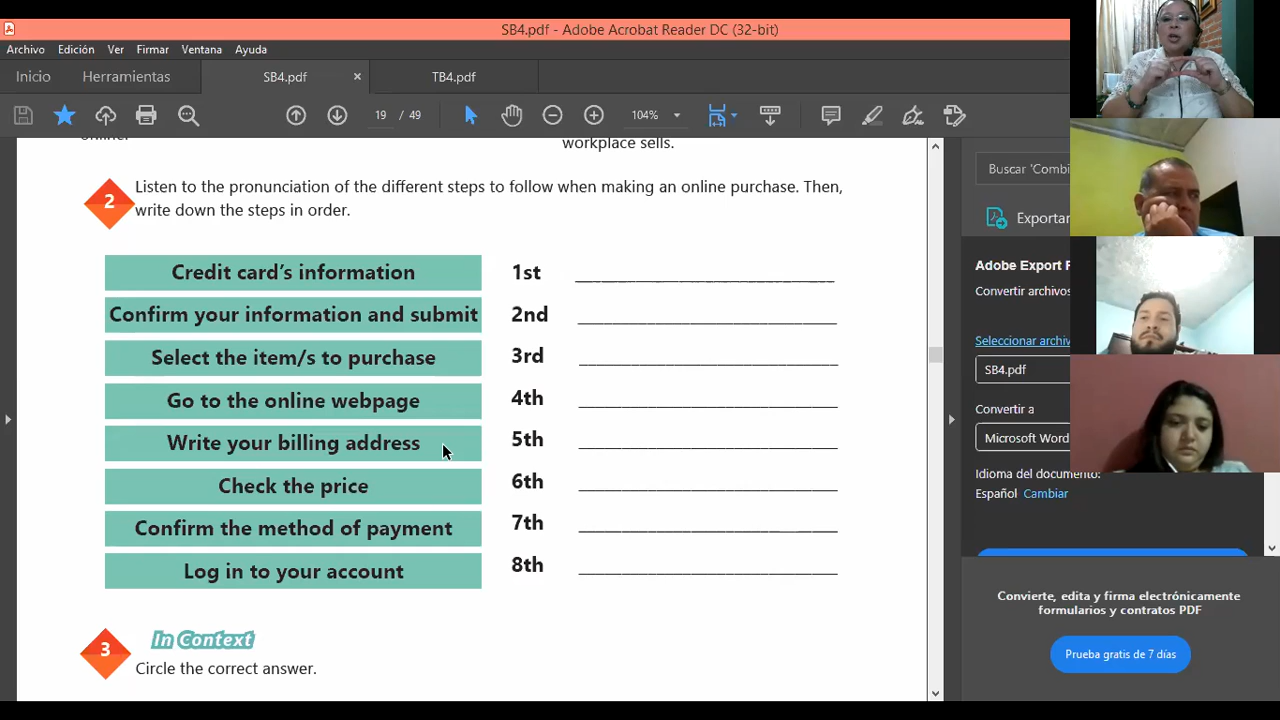 SB4.pdf - Adobe Acrobat Reader DC (32-bit)
Archivo Edición Ver Firmar Ventana Ayuda
Inicio Herramientas SB4.pdf × TB4.pdf
19 / 49 104%
online.
workplace sells.
2 Listen to the pronunciation of the different steps to follow when making an online purchase. Then,
write down the steps in order.
Credit card's information 1st
Confirm your information and submit 2nd
Select the item/s to purchase 3rd
Go to the online webpage 4th
Write your billing address 5th
Check the price 6th
Confirm the method of payment 7th
Log in to your account 8th
3 In Context
Circle the correct answer.
Buscar 'Combi
Exportar
Adobe Export P
Convertir archivos
Seleccionar archiv
SB4.pdf
Convertir a
Microsoft Word
Idioma del documento:
Español Cambiar
Convierte, edita y firma electrónicamente
formularios y contratos PDF
Prueba gratis de 7 días